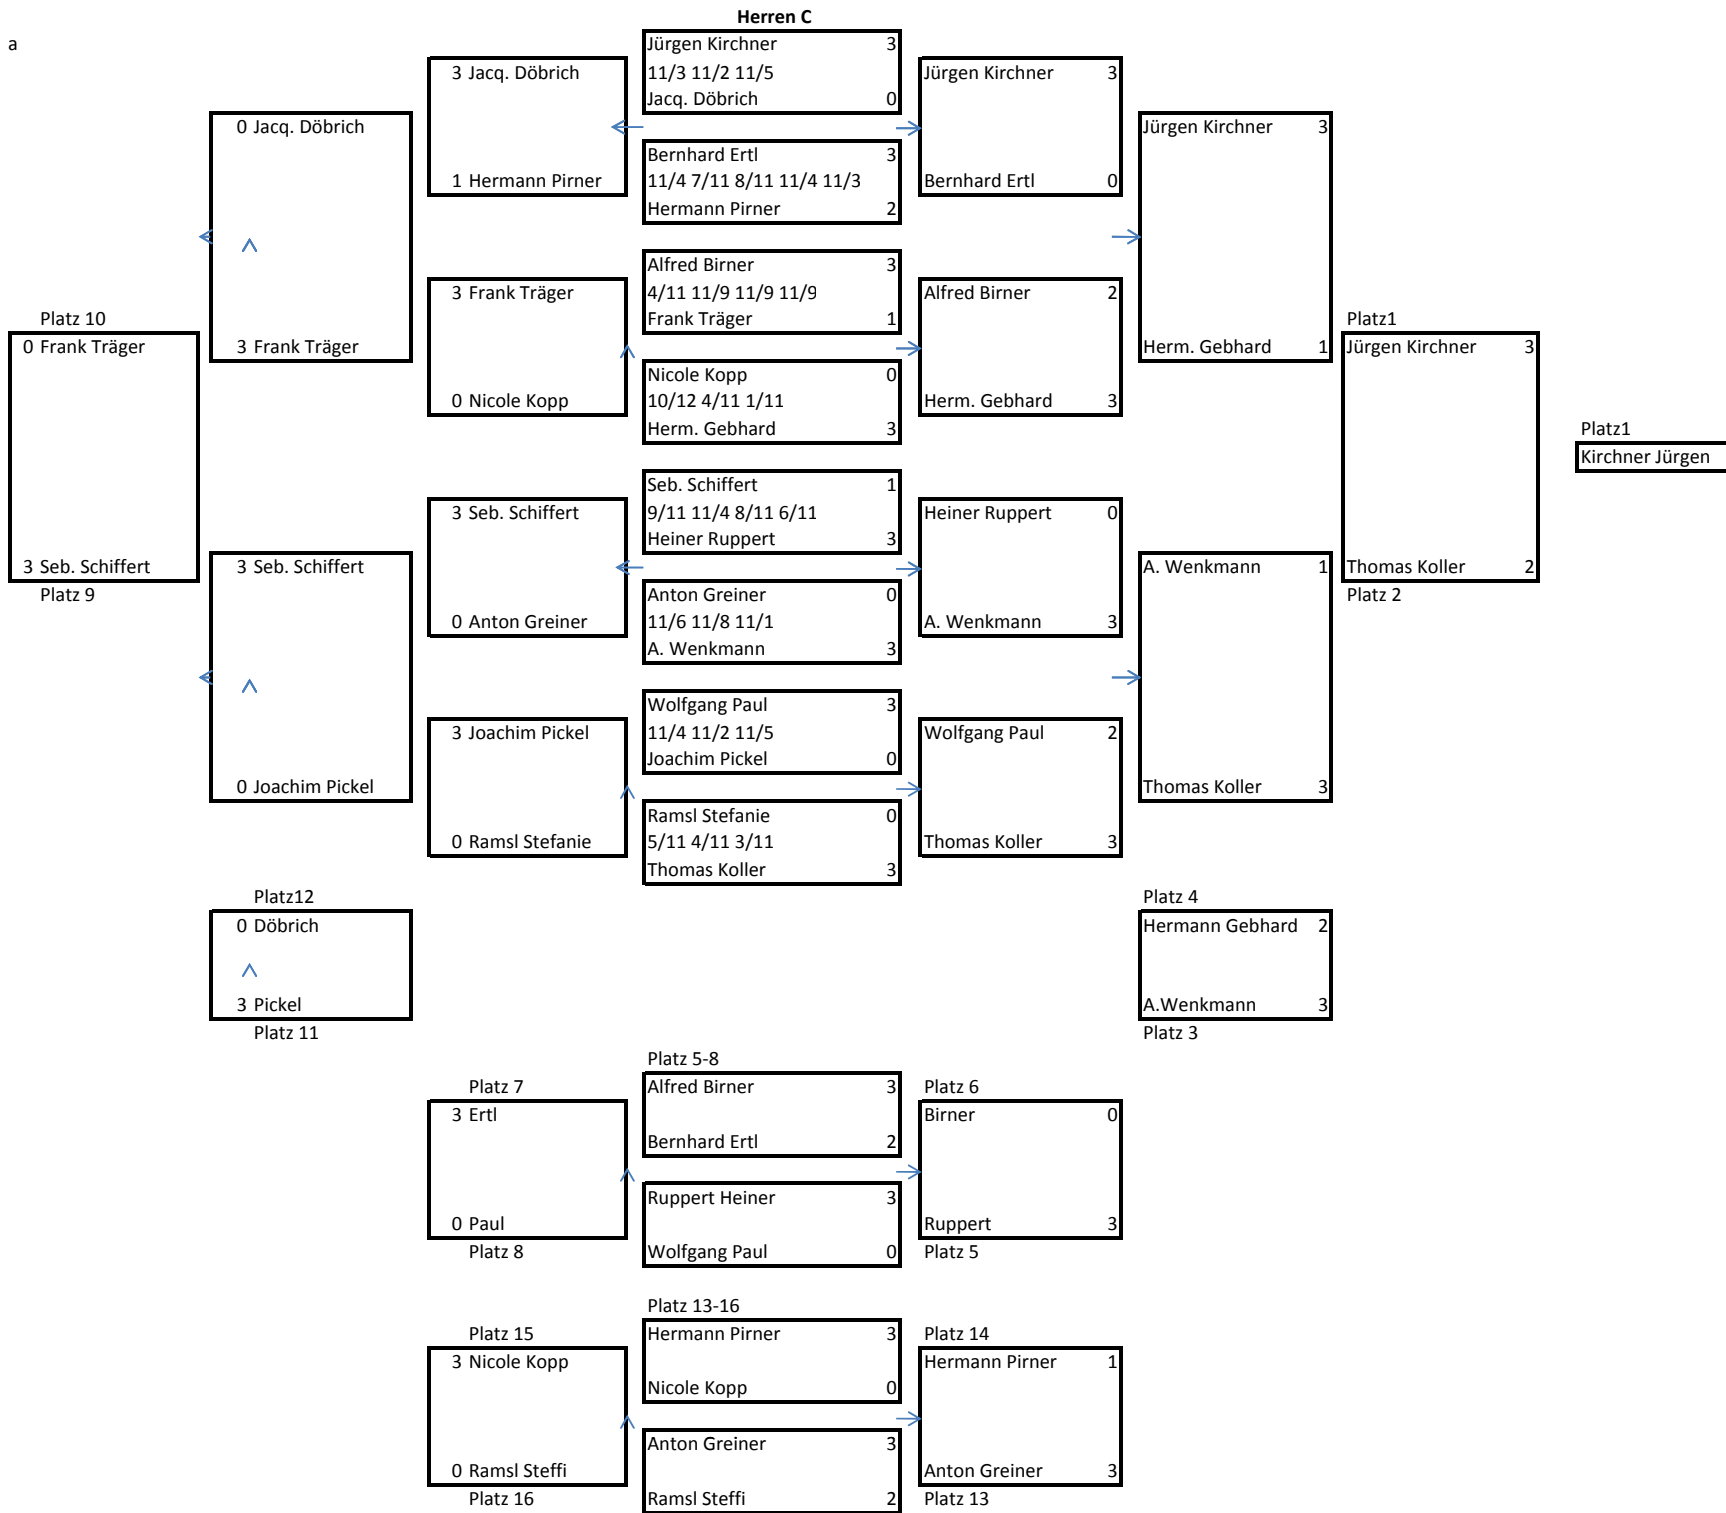 Herren C
a
Jürgen Kirchner 3
11/3 11/2 11/5
Jacq. Döbrich 0
3 Jacq. Döbrich
1 Hermann Pirner
Jürgen Kirchner 3
Bernhard Ertl 0
0 Jacq. Döbrich
3 Frank Träger
Jürgen Kirchner 3
Herm. Gebhard 1
Bernhard Ertl 3
11/4 7/11 8/11 11/4 11/3
Hermann Pirner 2
Alfred Birner 3
4/11 11/9 11/9 11/9
Frank Träger 1
3 Frank Träger
0 Nicole Kopp
Alfred Birner 2
Herm. Gebhard 3
Platz 10
0 Frank Träger
3 Seb. Schiffert
Platz 9
Platz1
Jürgen Kirchner 3
Thomas Koller 2
Platz 2
Nicole Kopp 0
10/12 4/11 1/11
Herm. Gebhard 3
Platz1
Kirchner Jürgen
Seb. Schiffert 1
9/11 11/4 8/11 6/11
Heiner Ruppert 3
3 Seb. Schiffert
0 Anton Greiner
Heiner Ruppert 0
A. Wenkmann 3
3 Seb. Schiffert
0 Joachim Pickel
A. Wenkmann 1
Thomas Koller 3
Anton Greiner 0
11/6 11/8 11/1
A. Wenkmann 3
Wolfgang Paul 3
11/4 11/2 11/5
Joachim Pickel 0
3 Joachim Pickel
0 Ramsl Stefanie
Wolfgang Paul 2
Thomas Koller 3
Ramsl Stefanie 0
5/11 4/11 3/11
Thomas Koller 3
Platz12
0 Döbrich
3 Pickel
Platz 11
Platz 4
Hermann Gebhard 2
A.Wenkmann 3
Platz 3
Platz 5-8
Platz 7
3 Ertl
0 Paul
Platz 8
Alfred Birner 3
Bernhard Ertl 2
Ruppert Heiner 3
Wolfgang Paul 0
Platz 6
Birner 0
Ruppert 3
Platz 5
Platz 13-16
Platz 15
3 Nicole Kopp
0 Ramsl Steffi
Platz 16
Hermann Pirner 3
Nicole Kopp 0
Anton Greiner 3
Ramsl Steffi 2
Platz 14
Hermann Pirner 1
Anton Greiner 3
Platz 13